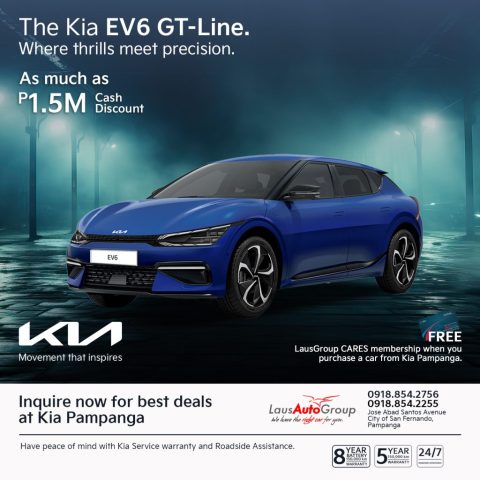 The Kia EV6 GT-Line.
Where thrills meet precision.
As much as
₱1.5M Cash
Discount
KIA
EV6
KIA
Movement that inspires
FREE
LausGroup CARES membership when you
purchase a car from Kia Pampanga.
Inquire now for best deals
at Kia Pampanga
LausAutoGroup
We have the right car for you.
0918.854.2756
0918.854.2255
Jose Abad Santos Avenue
City of San Fernando,
Pampanga
Have peace of mind with Kia Service warranty and Roadside Assistance.
8 YEAR
BATTERY
WARRANTY
5 YEAR
WARRANTY
24/7